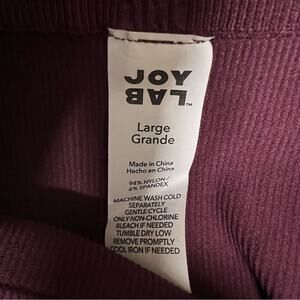 JOY
LAB™
Large
Grande
Made in China
Hecho en China
94% NYLON /
6% SPANDEX
MACHINE WASH COLD
SEPARATELY
GENTLE CYCLE
ONLY NON-CHLORINE
BLEACH IF NEEDED
TUMBLE DRY LOW
REMOVE PROMPTLY
COOL IRON IF NEEDED